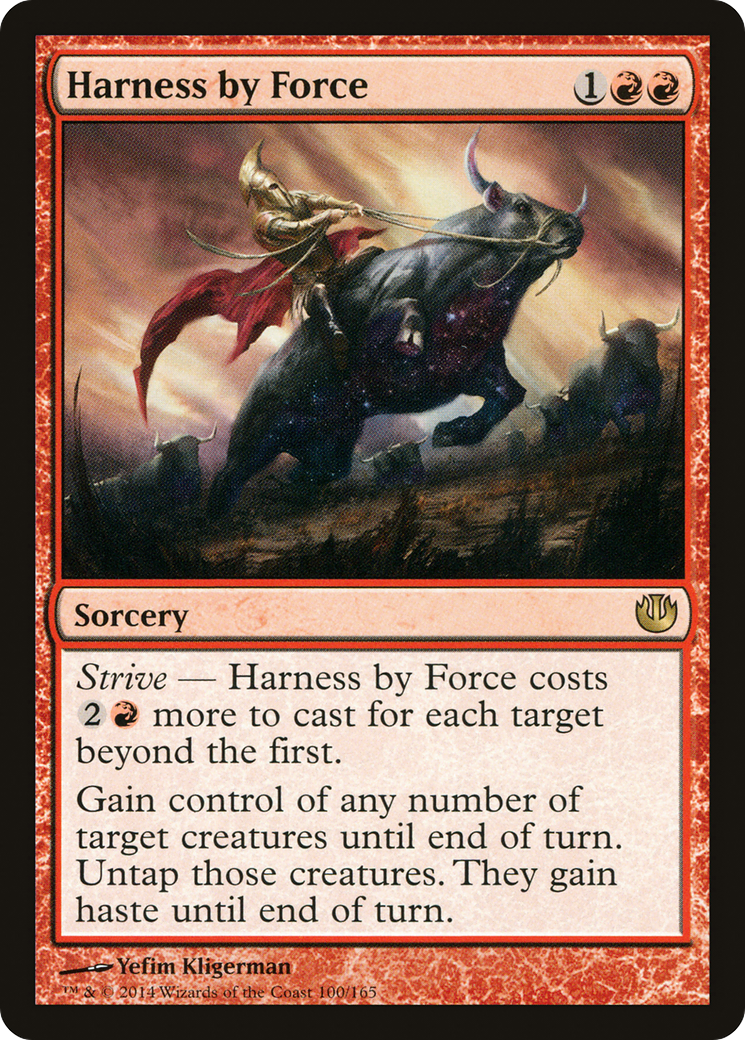 Harness by Force 1
Sorcery
Strive — Harness by Force costs
2 more to cast for each target
beyond the first.
Gain control of any number of
target creatures until end of turn.
Untap those creatures. They gain
haste until end of turn.
Yefim Kligerman
™ & © 2014 Wizards of the Coast 100/165